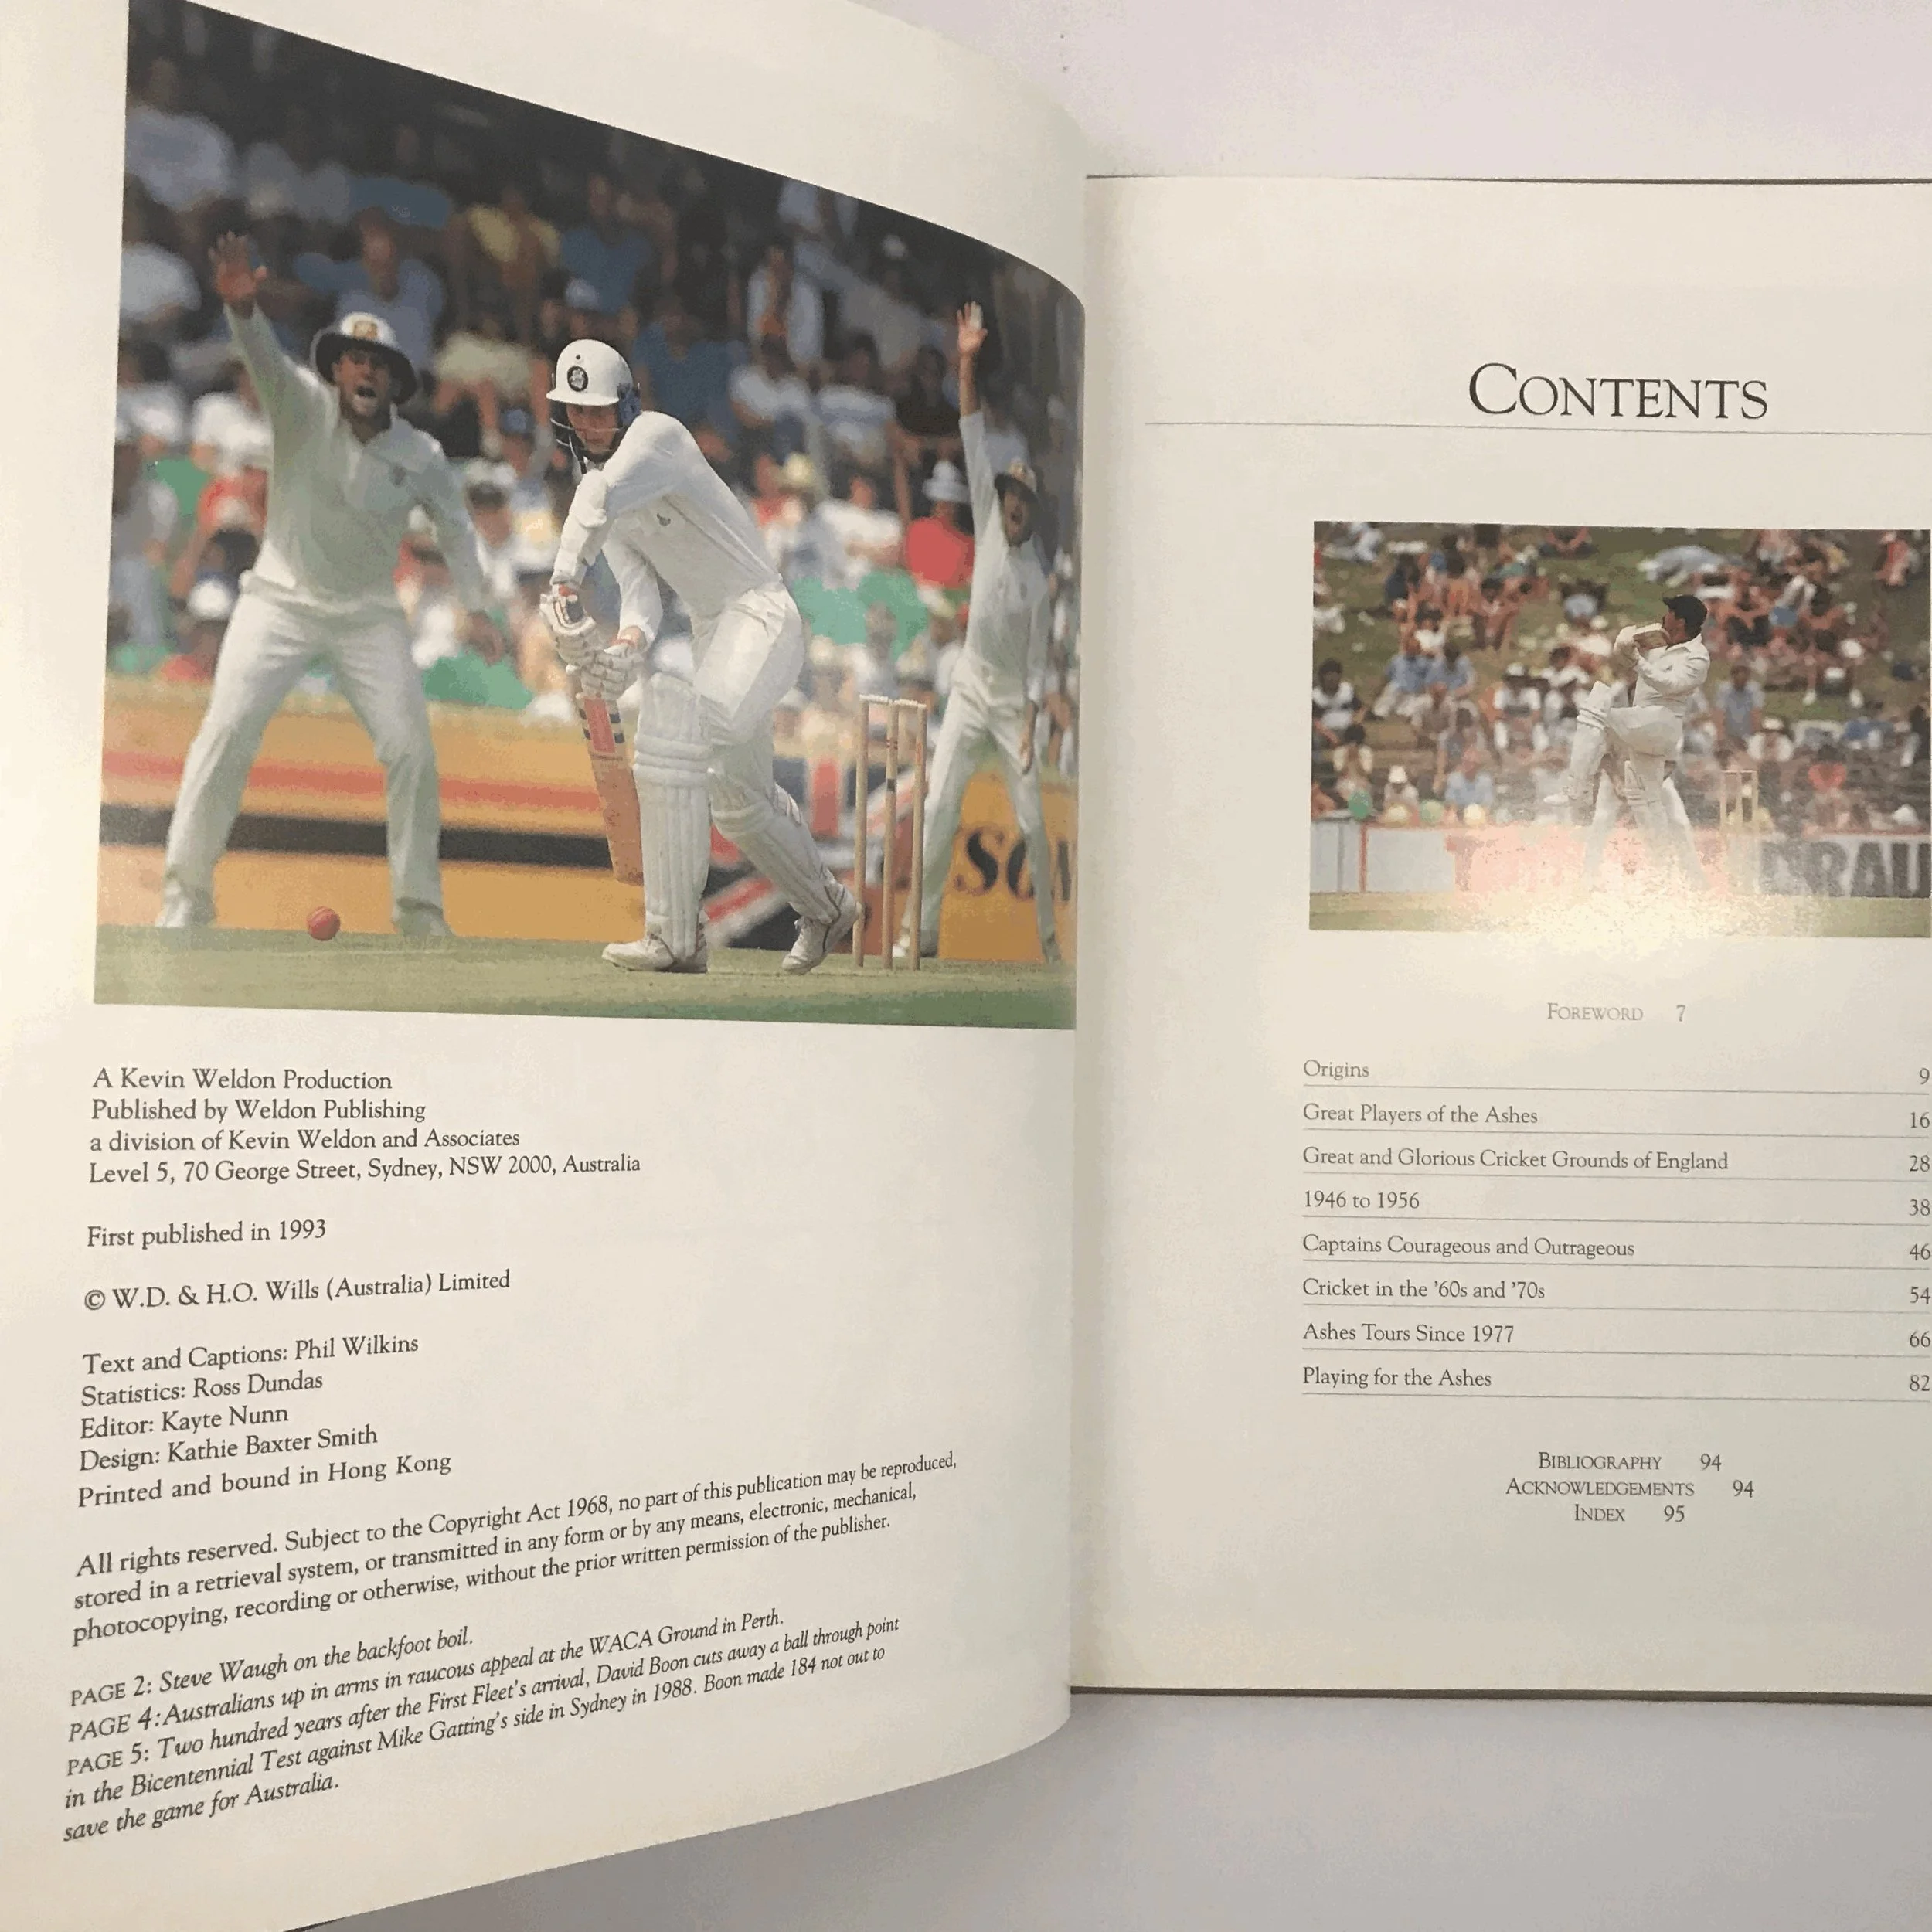 SON
A Kevin Weldon Production
Published by Weldon Publishing
a division of Kevin Weldon and Associates
Level 5, 70 George Street, Sydney, NSW 2000, Australia
First published in 1993
© W.D. & H.O. Wills (Australia) Limited
Text and Captions: Phil Wilkins
Statistics: Ross Dundas
Editor: Kayte Nunn
Design: Kathie Baxter Smith
Printed and bound in Hong Kong
All rights reserved. Subject to the Copyright Act 1968, no part of this publication may be reproduced,
stored in a retrieval system, or transmitted in any form or by any means, electronic, mechanical,
photocopying, recording or otherwise, without the prior written permission of the publisher.
PAGE 2: Steve Waugh on the backfoot boil.
PAGE 4: Australians up in arms in raucous appeal at the WACA Ground in Perth.
PAGE 5: Two hundred years after the First Fleet's arrival, David Boon cuts away a ball through point
in the Bicentennial Test against Mike Gatting's side in Sydney in 1988. Boon made 184 not out to
save the game for Australia.
CONTENTS
DRAU
FOREWORD 7
Origins 9
Great Players of the Ashes 16
Great and Glorious Cricket Grounds of England 28
1946 to 1956 38
Captains Courageous and Outrageous 46
Cricket in the '60s and '70s 54
Ashes Tours Since 1977 66
Playing for the Ashes 82
BIBLIOGRAPHY 94
ACKNOWLEDGEMENTS 94
INDEX 95